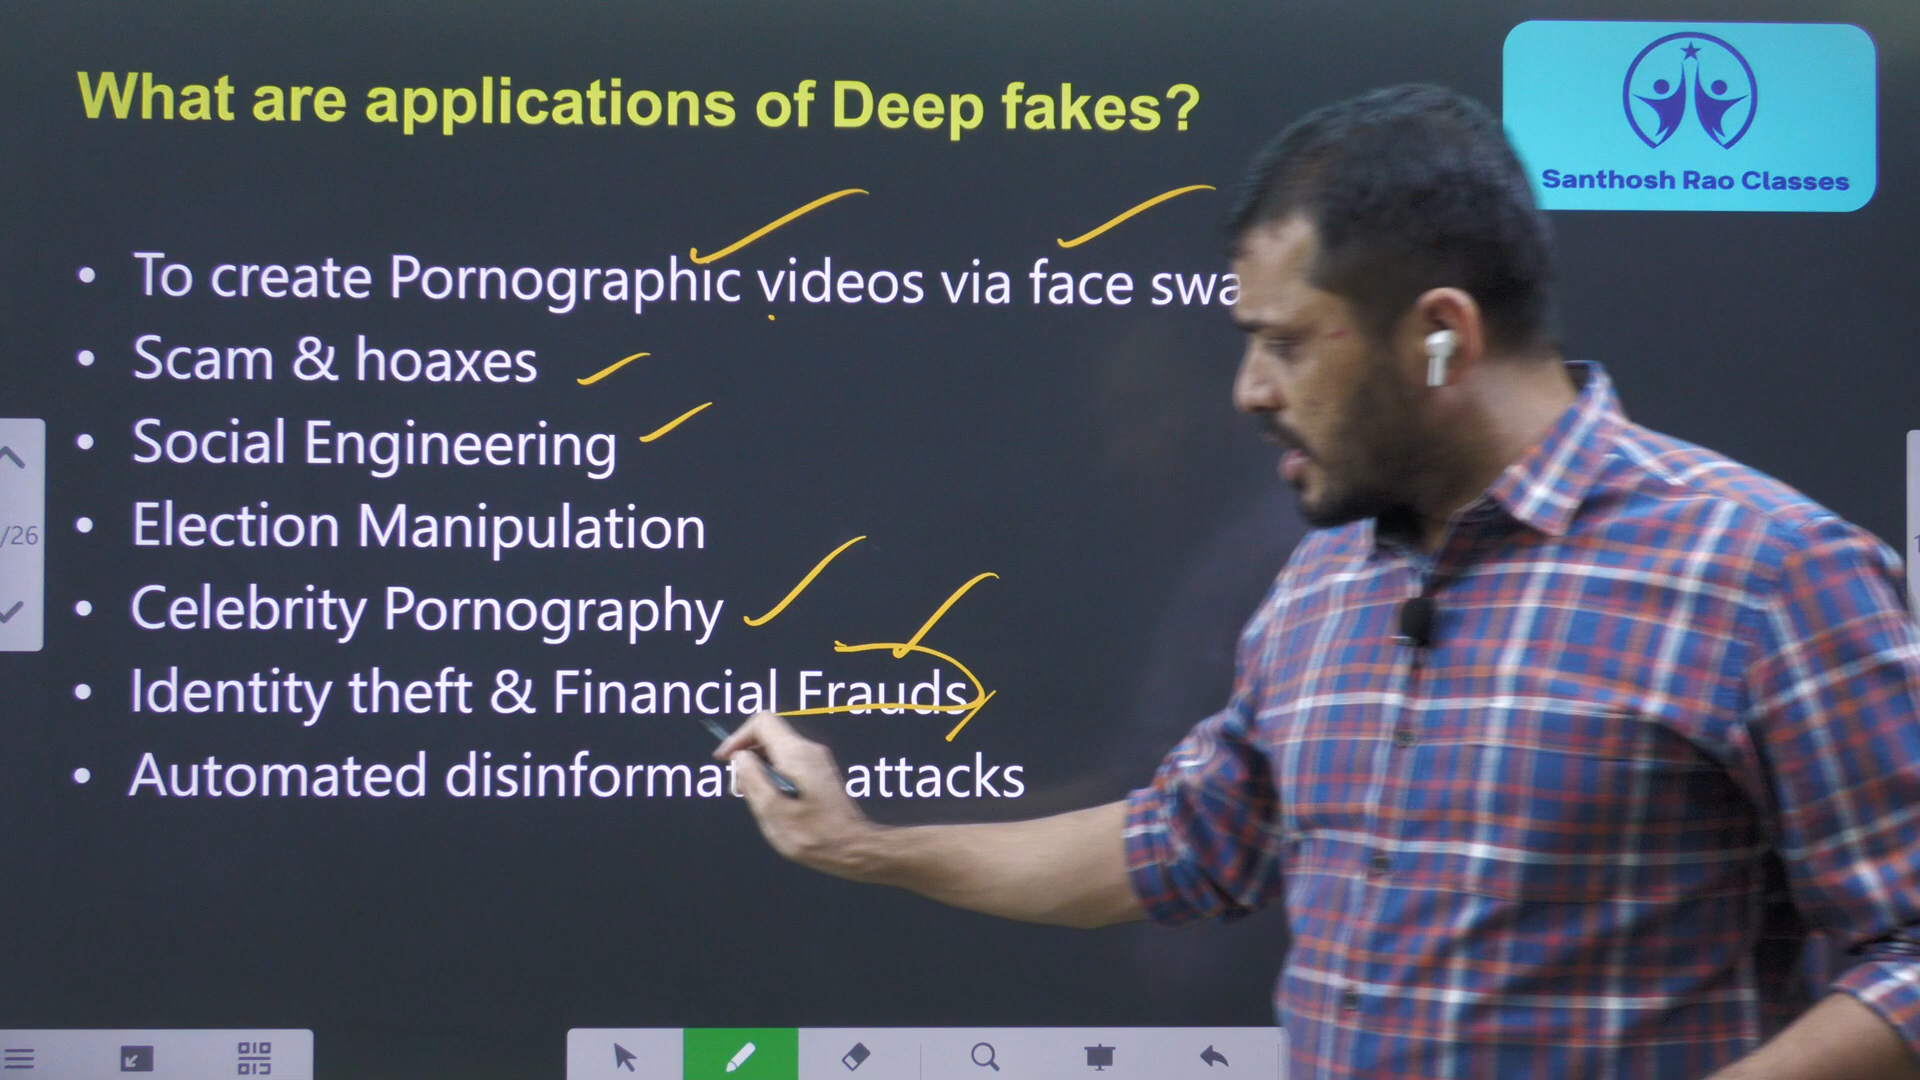 What are applications of Deep fakes?
Santhosh Rao Classes
• To create Pornographic videos via face swa
• Scam & hoaxes
• Social Engineering
• Election Manipulation
• Celebrity Pornography
• Identity theft & Financial Frauds
• Automated disinformat attacks
/26